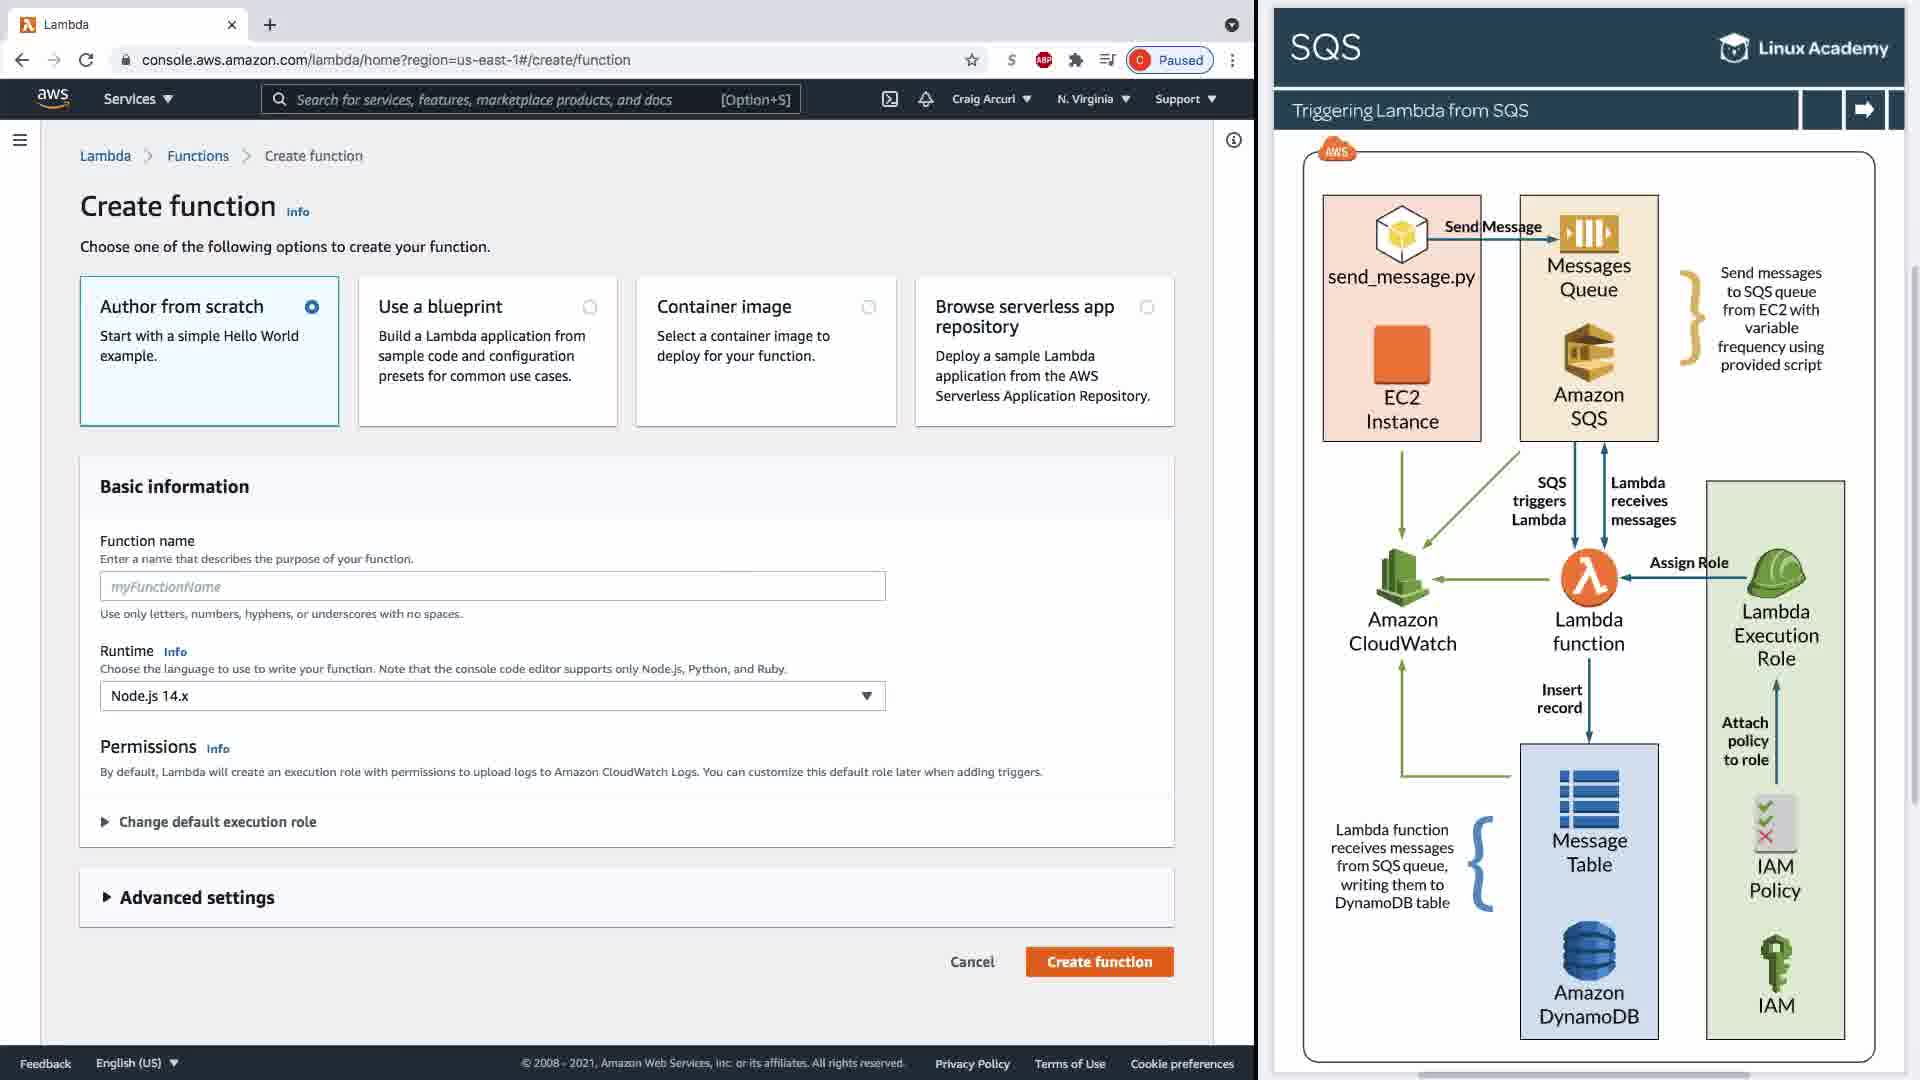 Lambda
console.aws.amazon.com/lambda/home?region=us-east-1#/create/function
S
ABP
C Paused
aws
Services
Search for services, features, marketplace products, and docs [Option+S]
Craig Arcuri
N. Virginia
Support
Lambda
Functions
Create function
Create function Info
Choose one of the following options to create your function.
Author from scratch
Start with a simple Hello World
example.
Use a blueprint
Build a Lambda application from
sample code and configuration
presets for common use cases.
Container image
Select a container image to
deploy for your function.
Browse serverless app
repository
Deploy a sample Lambda
application from the AWS
Serverless Application Repository.
Basic information
Function name
Enter a name that describes the purpose of your function.
myFunctionName
Use only letters, numbers, hyphens, or underscores with no spaces.
Runtime Info
Choose the language to use to write your function. Note that the console code editor supports only Node.js, Python, and Ruby.
Node.js 14.x
Permissions Info
By default, Lambda will create an execution role with permissions to upload logs to Amazon CloudWatch Logs. You can customize this default role later when adding triggers.
Change default execution role
Advanced settings
Cancel
Create function
Feedback
English (US)
© 2008 - 2021, Amazon Web Services, Inc. or its affiliates. All rights reserved.
Privacy Policy
Terms of Use
Cookie preferences
SQS
Linux Academy
Triggering Lambda from SQS
AWS
send_message.py
EC2
Instance
Send Message
Messages
Queue
Amazon
SQS
Send messages
to SQS queue
from EC2 with
variable
frequency using
provided script
SQS
triggers
Lambda
Lambda
receives
messages
Amazon
CloudWatch
Lambda
function
Assign Role
Lambda
Execution
Role
Insert
record
Attach
policy
to role
Lambda function
receives messages
from SQS queue,
writing them to
DynamoDB table
Message
Table
Amazon
DynamoDB
IAM
Policy
IAM